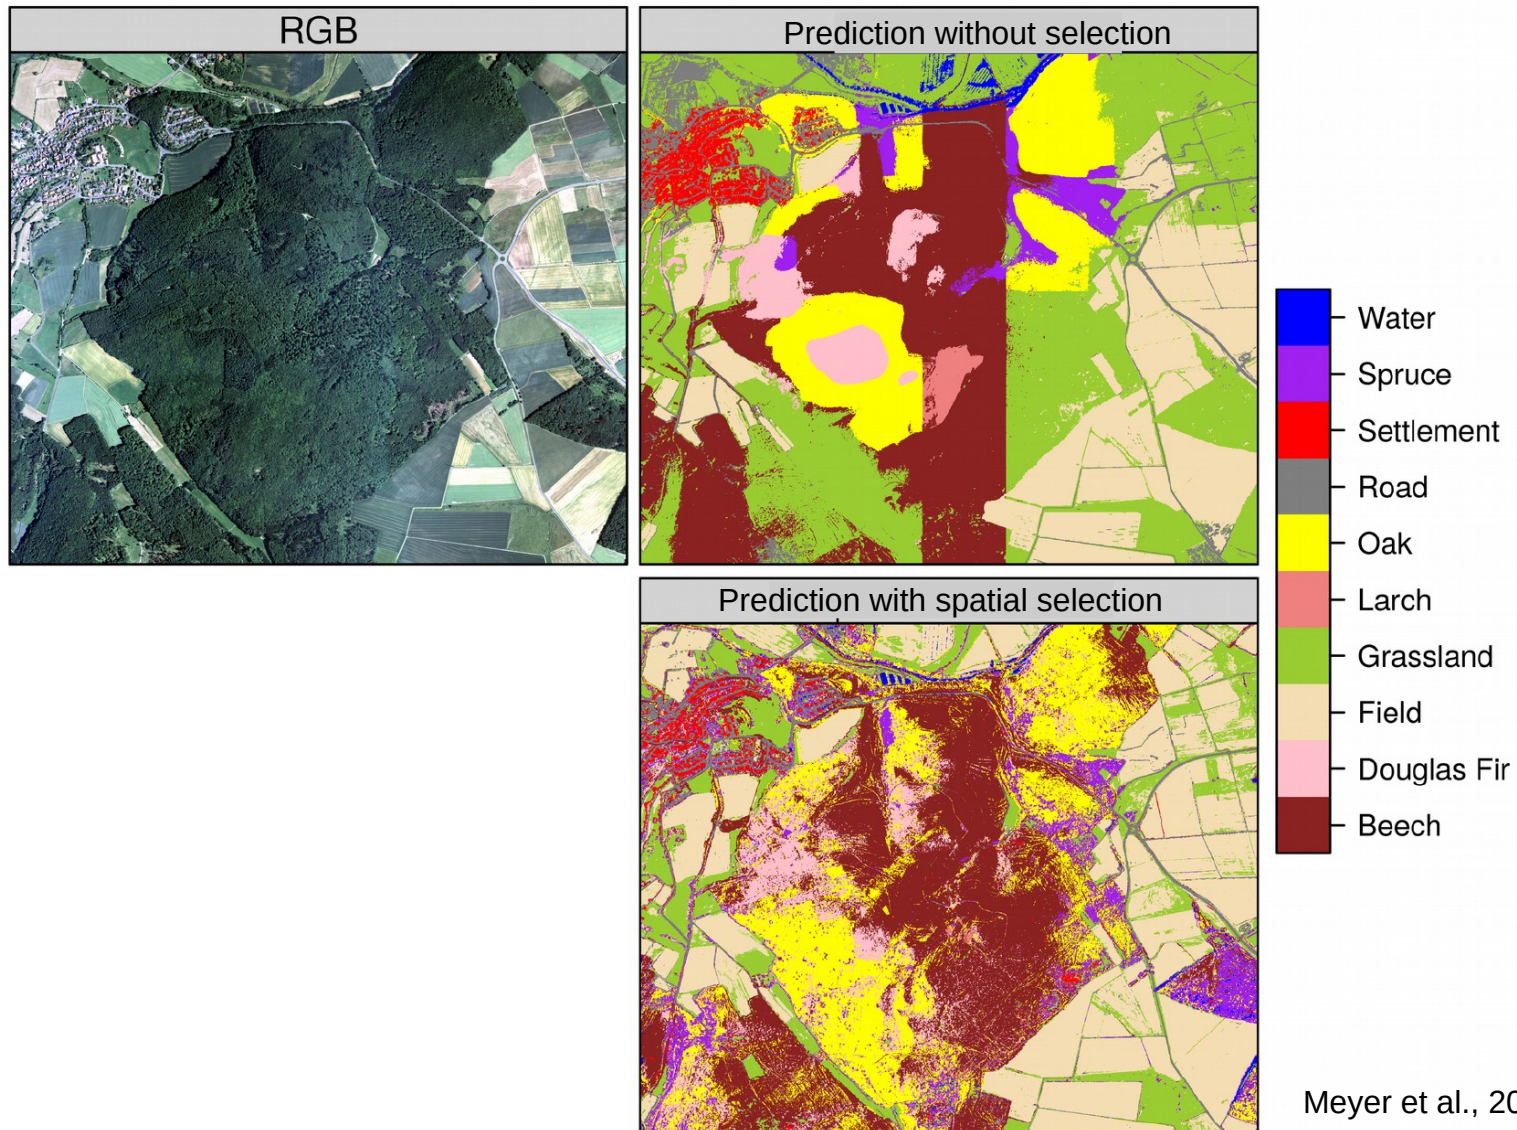 RGB
Prediction without selection
Prediction with spatial selection
Water
Spruce
Settlement
Road
Oak
Larch
Grassland
Field
Douglas Fir
Beech
Meyer et al., 20